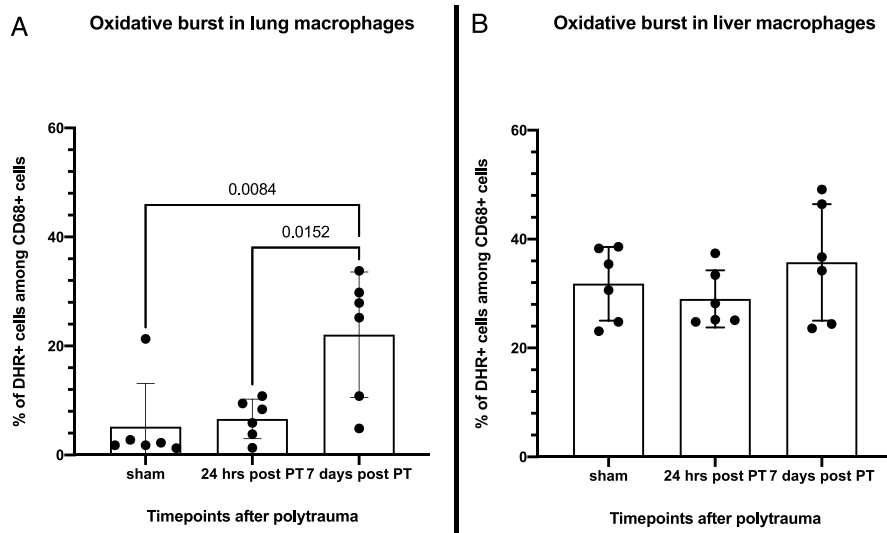 A
Oxidative burst in lung macrophages
% of DHR+ cells among CD68+ cells
60
40
20
0
0.0084
0.0152
sham
24 hrs post PT
7 days post PT
Timepoints after polytrauma
B
Oxidative burst in liver macrophages
% of DHR+ cells among CD68+ cells
60
40
20
0
sham
24 hrs post PT
7 days post PT
Timepoints after polytrauma